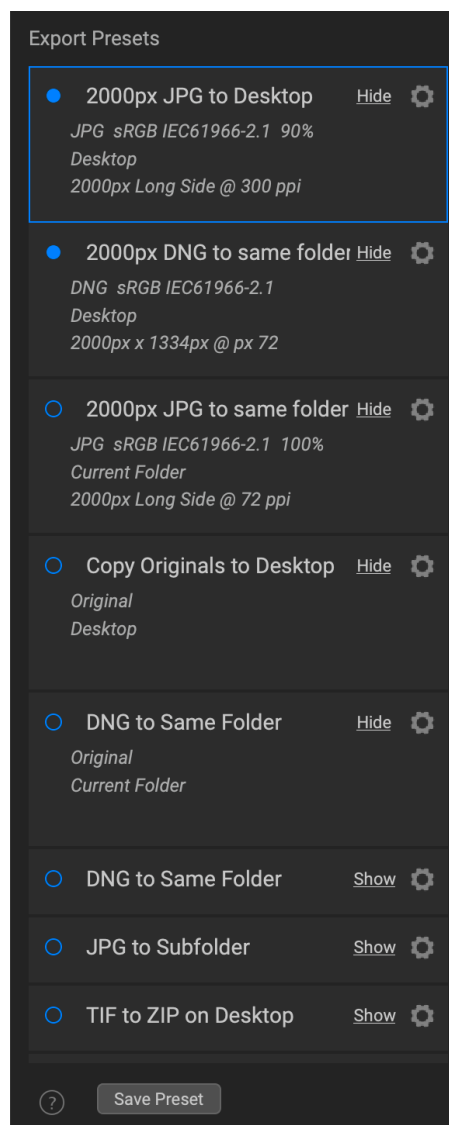 Export Presets
2000px JPG to Desktop Hide
JPG sRGB IEC61966-2.1 90%
Desktop
2000px Long Side @ 300 ppi
2000px DNG to same folder Hide
DNG sRGB IEC61966-2.1
Desktop
2000px x 1334px @ px 72
2000px JPG to same folder Hide
JPG sRGB IEC61966-2.1 100%
Current Folder
2000px Long Side @ 72 ppi
Copy Originals to Desktop Hide
Original
Desktop
DNG to Same Folder Hide
Original
Current Folder
DNG to Same Folder Show
JPG to Subfolder Show
TIF to ZIP on Desktop Show
? Save Preset